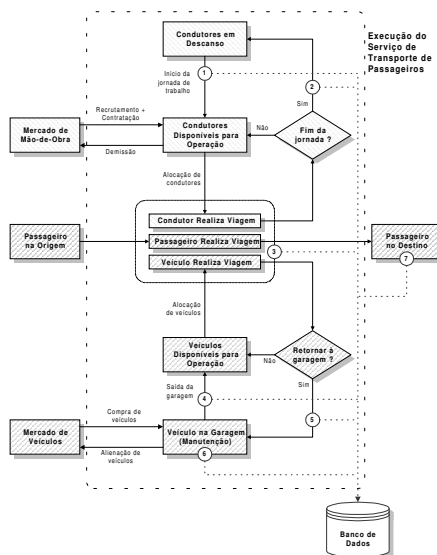 Condutores em
Descanso
Execução do
Serviço de
Transporte de
Passageiros
1
2
Início da
jornada de
trabalho
Sim
Recrutamento +
Contratação
Mercado de
Mão-de-Obra
Condutores
Disponíveis para
Operação
Não
Fim da
jornada ?
Demissão
Alocação de
condutores
Condutor Realiza Viagem
Passageiro
na Origem
Passageiro Realiza Viagem
Passageiro
no Destino
3
7
Veículo Realiza Viagem
Alocação
de veículos
Veículos
Disponíveis para
Operação
Não
Retornar à
garagem ?
Saída da
garagem
Sim
4
5
Compra de
veículos
Mercado de
Veículos
Veículo na Garagem
(Manutenção)
Alienação de
veículos
6
Banco de
Dados